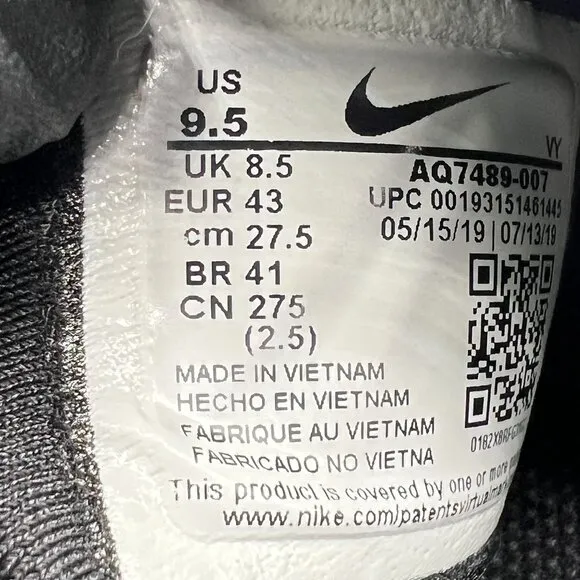 US
9.5
VY
UK 8.5
AQ7489-007
EUR 43
UPC 00193151461445
cm 27.5
05/15/19 | 07/13/19
BR 41
CN 275
(2.5)
MADE IN VIETNAM
HECHO EN VIETNAM
FABRIQUE AU VIETNAM
FABRICADO NO VIETNA
This product is covered by one or more
www.nike.com/patents